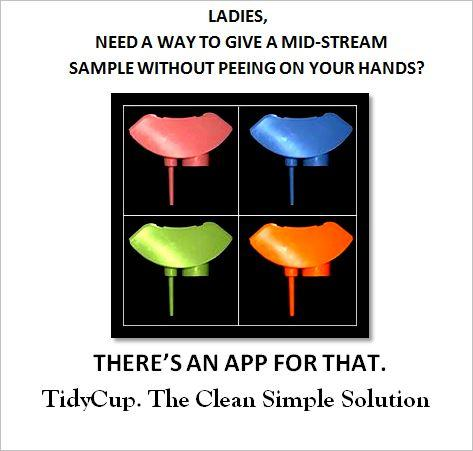 LADIES,
NEED A WAY TO GIVE A MID-STREAM
SAMPLE WITHOUT PEEING ON YOUR HANDS?
THERE'S AN APP FOR THAT.
TidyCup. The Clean Simple Solution